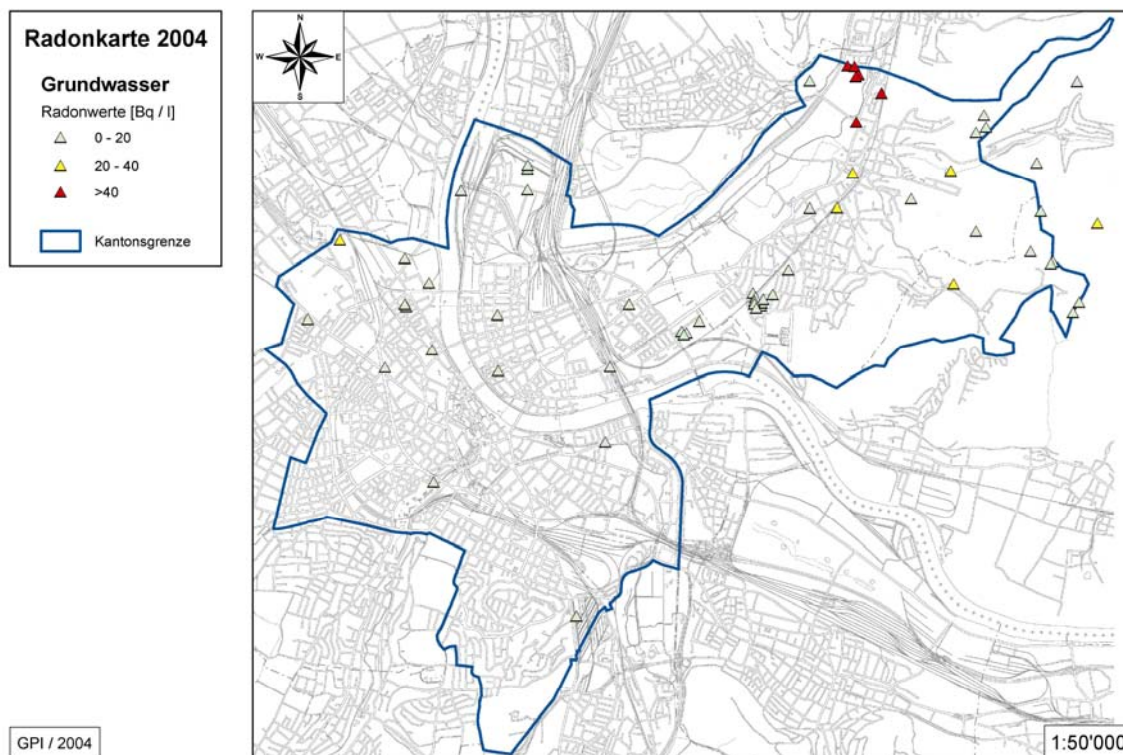 Radonkarte 2004
Grundwasser
Radonwerte [Bq / l]
0 - 20
20 - 40
>40
Kantonsgrenze
N
W
E
S
GPI / 2004
1:50'000